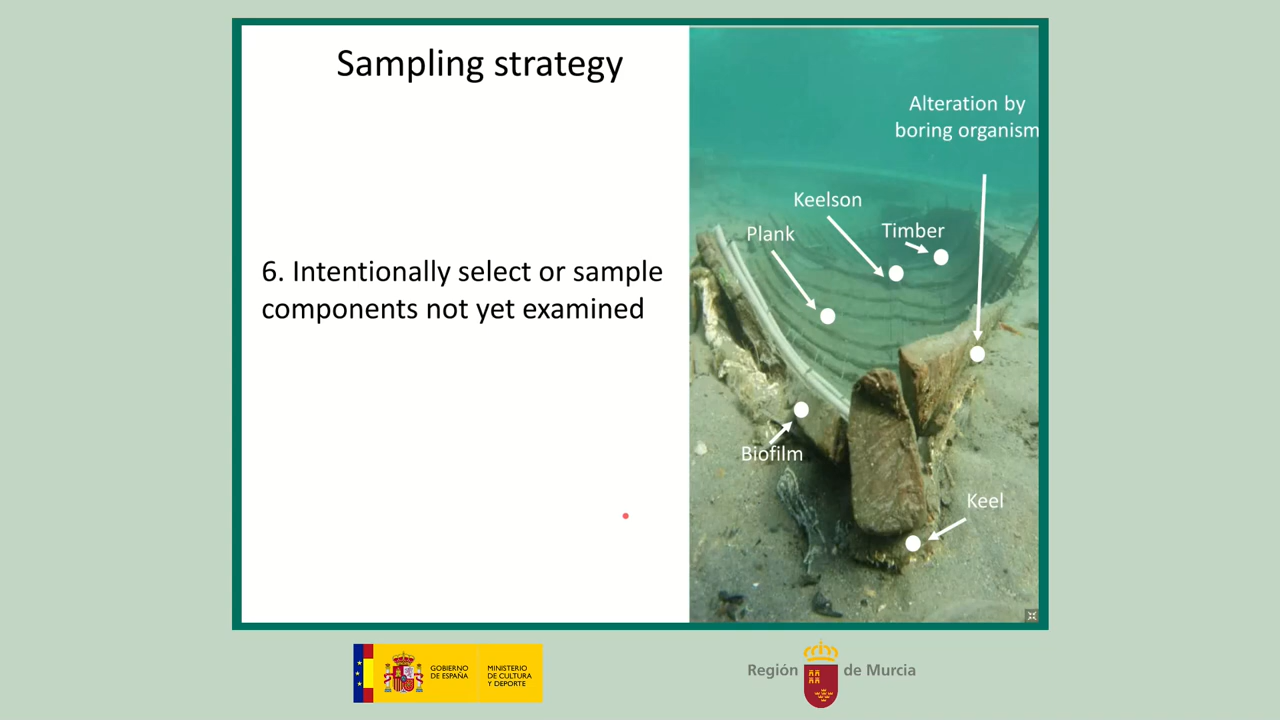 Sampling strategy
Alteration by
boring organism
Keelson
Plank
Timber
6. Intentionally select or sample
components not yet examined
Biofilm
Keel
GOBIERNO
DE ESPAÑA
MINISTERIO
DE CULTURA
Y DEPORTE
Región de Murcia